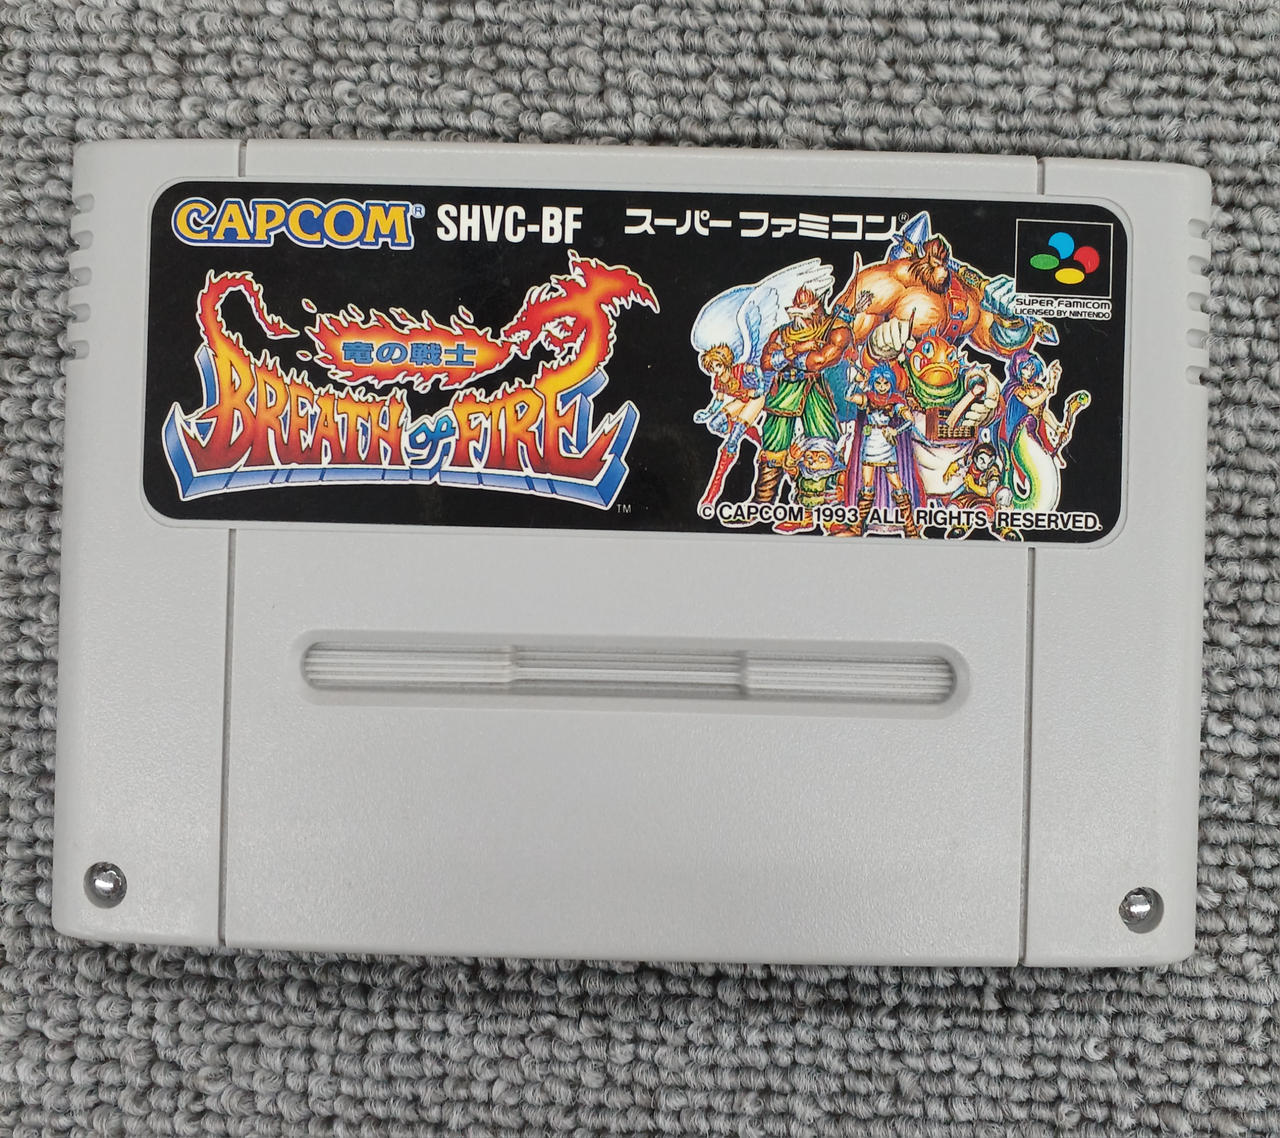 CAPCOM® SHVC-BF スーパーファミコン®
SUPER FAMICOM
LICENSED BY NINTENDO
竜の戦士
BREATH of FIRE
TM
© CAPCOM 1993 ALL RIGHTS RESERVED.